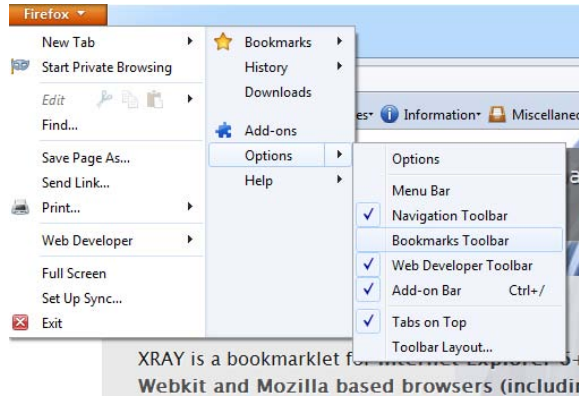 Firefox
New Tab
Start Private Browsing
Edit
Find...
Save Page As...
Send Link...
Print...
Web Developer
Full Screen
Set Up Sync...
Exit
Bookmarks
History
Downloads
Add-ons
Options
Help
Information
Miscellaneo
Options
Menu Bar
Navigation Toolbar
Bookmarks Toolbar
Web Developer Toolbar
Add-on Bar Ctrl+/
Tabs on Top
Toolbar Layout...
XRAY is a bookmarklet for Internet Explorer 6+
Webkit and Mozilla based browsers (includin